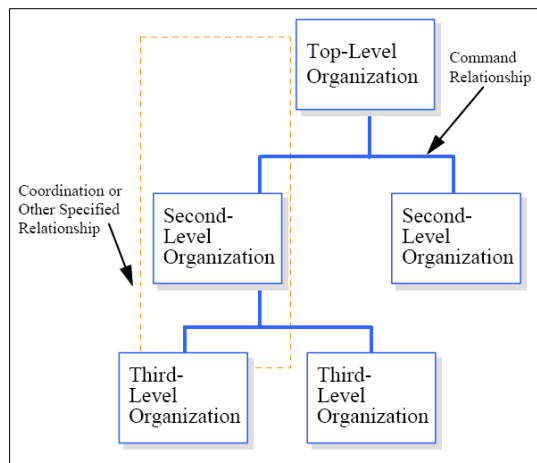 Top-Level
Organization
Command
Relationship
Coordination or
Other Specified
Relationship
Second-
Level
Organization
Second-
Level
Organization
Third-
Level
Organization
Third-
Level
Organization